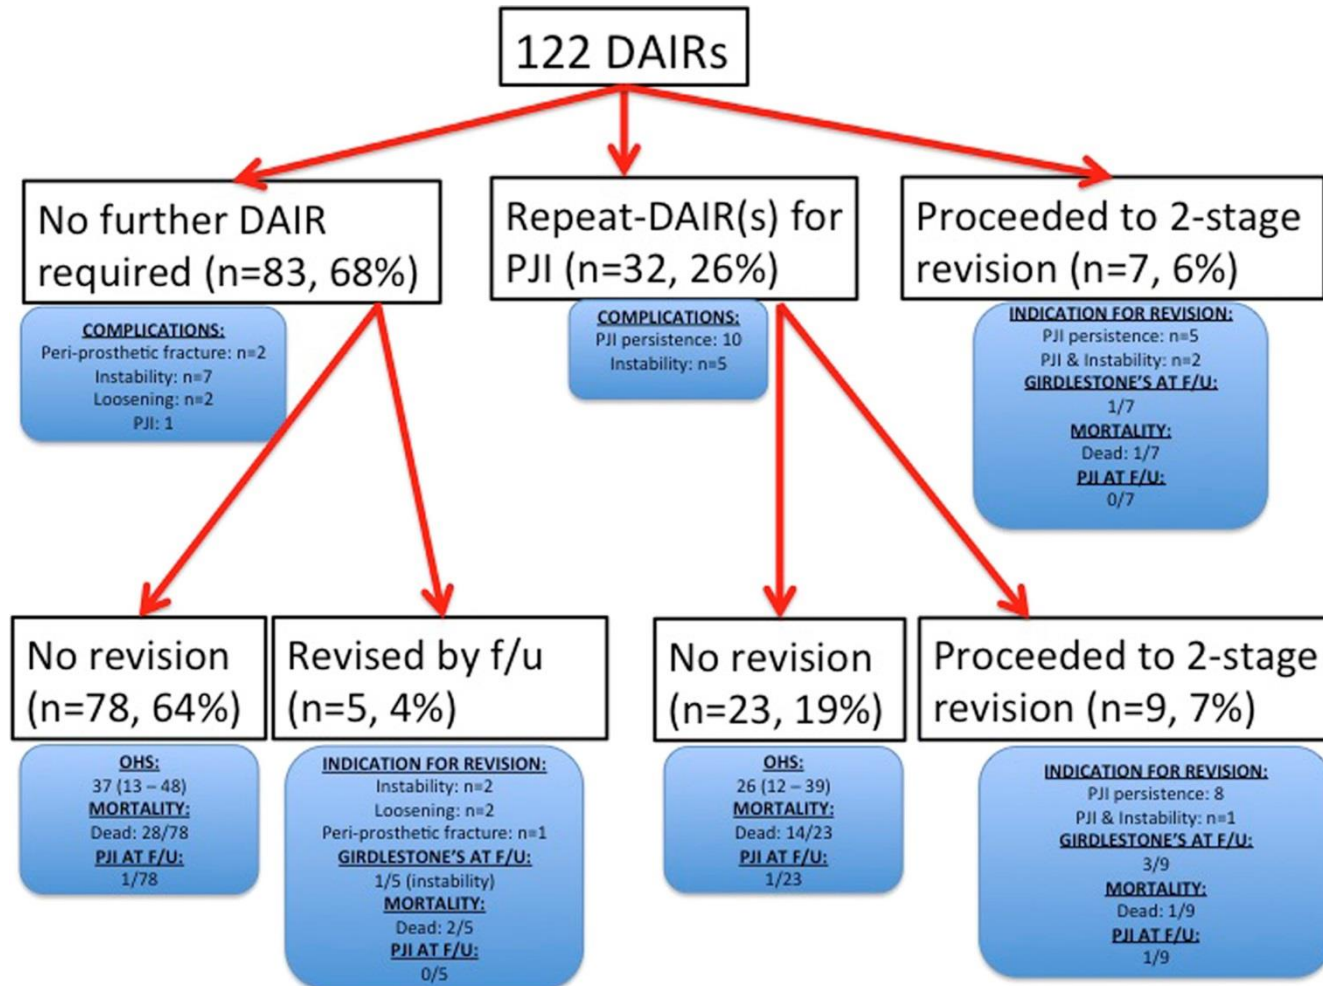 122 DAIRs
No further DAIR
required (n=83, 68%)
COMPLICATIONS:
Peri-prosthetic fracture: n=2
Instability: n=7
Loosening: n=2
PJI: 1
Repeat-DAIR(s) for
PJI (n=32, 26%)
COMPLICATIONS:
PJI persistence: 10
Instability: n=5
Proceeded to 2-stage
revision (n=7, 6%)
INDICATION FOR REVISION:
PJI persistence: n=5
PJI & Instability: n=2
GIRDLESTONE'S AT F/U:
1/7
MORTALITY:
Dead: 1/7
PJI AT F/U:
0/7
No revision
(n=78, 64%)
OHS:
37 (13 – 48)
MORTALITY:
Dead: 28/78
PJI AT F/U:
1/78
Revised by f/u
(n=5, 4%)
INDICATION FOR REVISION:
Instability: n=2
Loosening: n=2
Peri-prosthetic fracture: n=1
GIRDLESTONE'S AT F/U:
1/5 (instability)
MORTALITY:
Dead: 2/5
PJI AT F/U:
0/5
No revision
(n=23, 19%)
OHS:
26 (12 – 39)
MORTALITY:
Dead: 14/23
PJI AT F/U:
1/23
Proceeded to 2-stage
revision (n=9, 7%)
INDICATION FOR REVISION:
PJI persistence: 8
PJI & Instability: n=1
GIRDLESTONE'S AT F/U:
3/9
MORTALITY:
Dead: 1/9
PJI AT F/U:
1/9